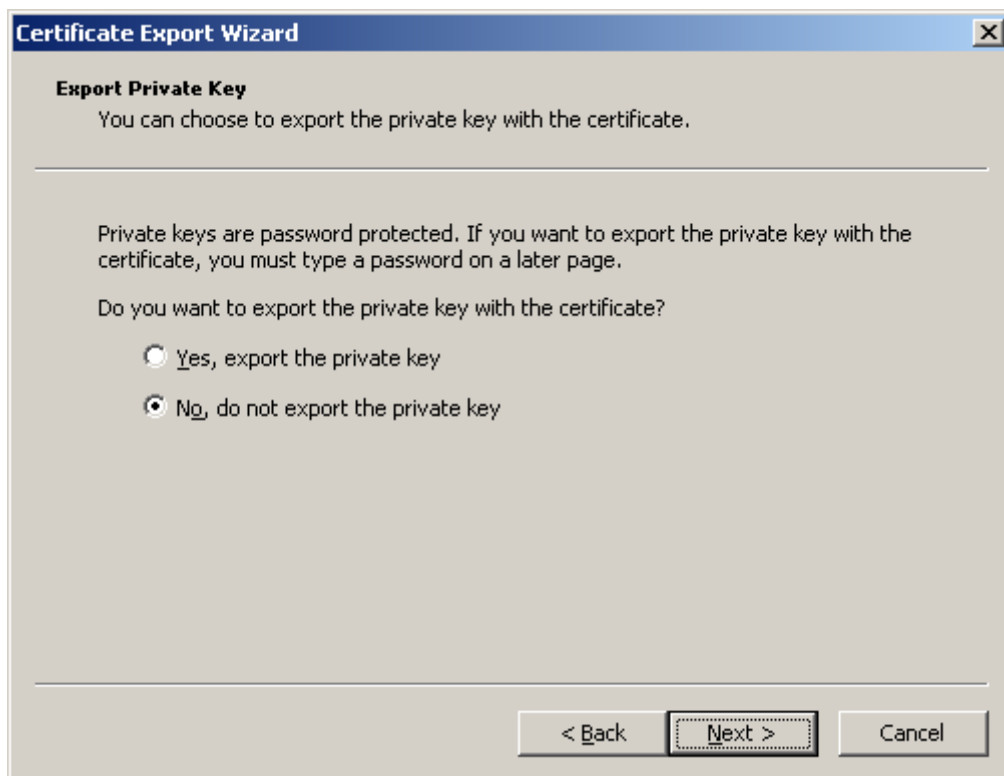 Certificate Export Wizard
Export Private Key
You can choose to export the private key with the certificate.
Private keys are password protected. If you want to export the private key with the
certificate, you must type a password on a later page.
Do you want to export the private key with the certificate?
Yes, export the private key
No, do not export the private key
< Back
Next >
Cancel